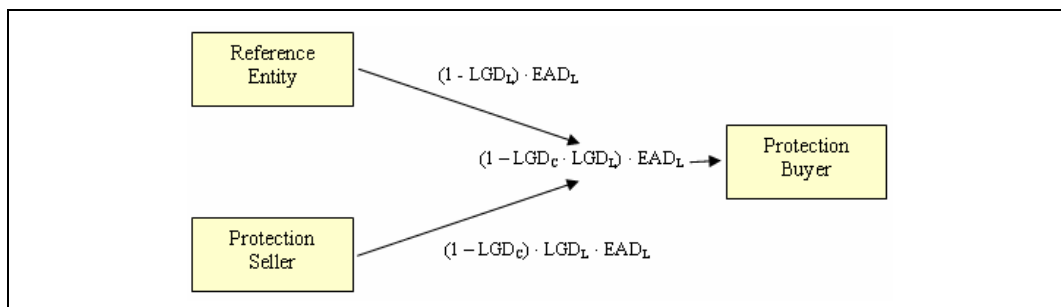 Reference
Entity
(1 - LGD_L) · EAD_L
(1 – LGD_C · LGD_L) · EAD_L
Protection
Buyer
Protection
Seller
(1 – LGD_C) · LGD_L · EAD_L